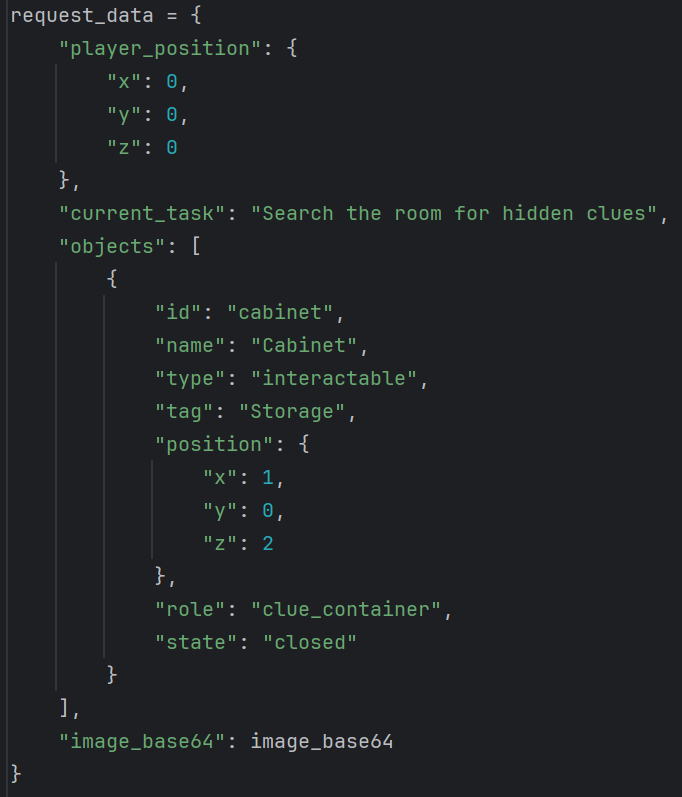 request_data = {
    "player_position": {
        "x": 0,
        "y": 0,
        "z": 0
    },
    "current_task": "Search the room for hidden clues",
    "objects": [
        {
            "id": "cabinet",
            "name": "Cabinet",
            "type": "interactable",
            "tag": "Storage",
            "position": {
                "x": 1,
                "y": 0,
                "z": 2
            },
            "role": "clue_container",
            "state": "closed"
        }
    ],
    "image_base64": image_base64
}